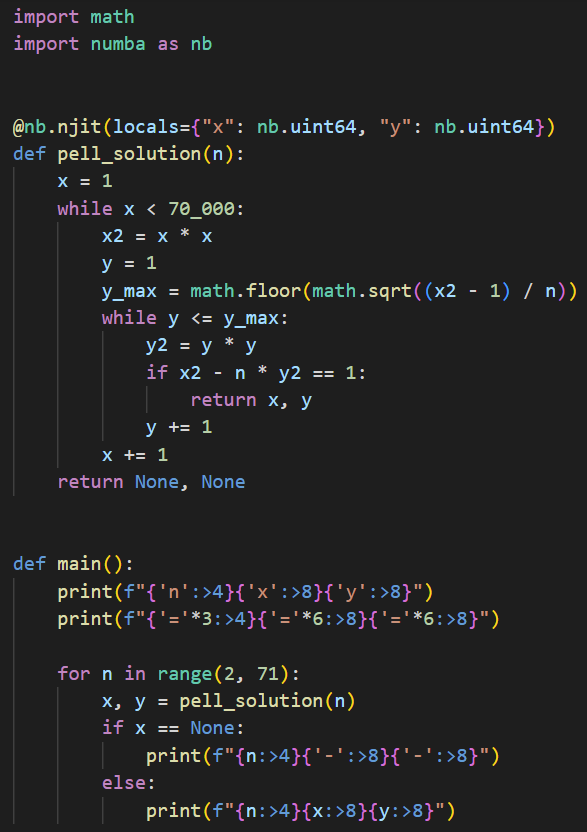 import math
import numba as nb
@nb.njit(locals={"x": nb.uint64, "y": nb.uint64})
def pell_solution(n):
    x = 1
    while x < 70_000:
        x2 = x * x
        y = 1
        y_max = math.floor(math.sqrt((x2 - 1) / n))
        while y <= y_max:
            y2 = y * y
            if x2 - n * y2 == 1:
                return x, y
            y += 1
        x += 1
    return None, None
def main():
    print(f"{'n':>4}{'x':>8}{'y':>8}")
    print(f"{'='*3:>4}{'='*6:>8}{'='*6:>8}")
    for n in range(2, 71):
        x, y = pell_solution(n)
        if x == None:
            print(f"{n:>4}{'-':>8}{'-':>8}")
        else:
            print(f"{n:>4}{x:>8}{y:>8}")